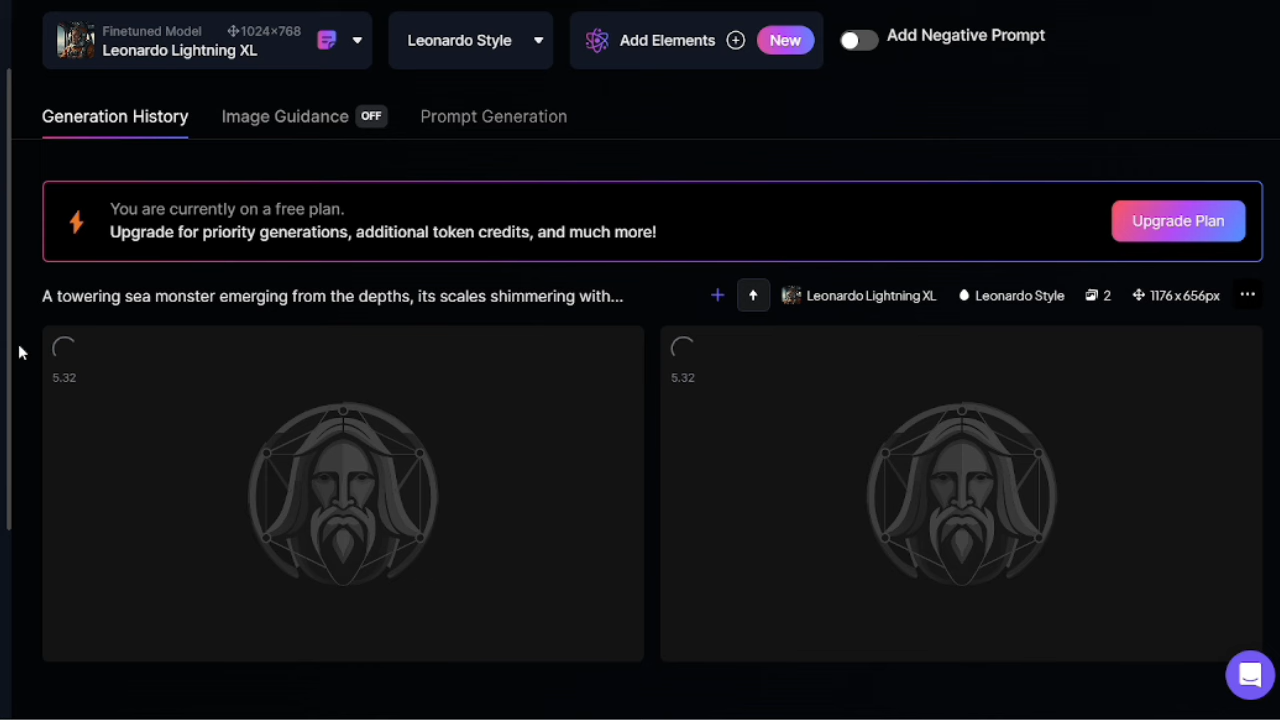 Finetuned Model 1024×768
Leonardo Lightning XL
Leonardo Style
Add Elements
New
Add Negative Prompt
Generation History
Image Guidance OFF
Prompt Generation
You are currently on a free plan.
Upgrade for priority generations, additional token credits, and much more!
Upgrade Plan
A towering sea monster emerging from the depths, its scales shimmering with...
Leonardo Lightning XL
Leonardo Style
2
1176x656px
5.32
5.32